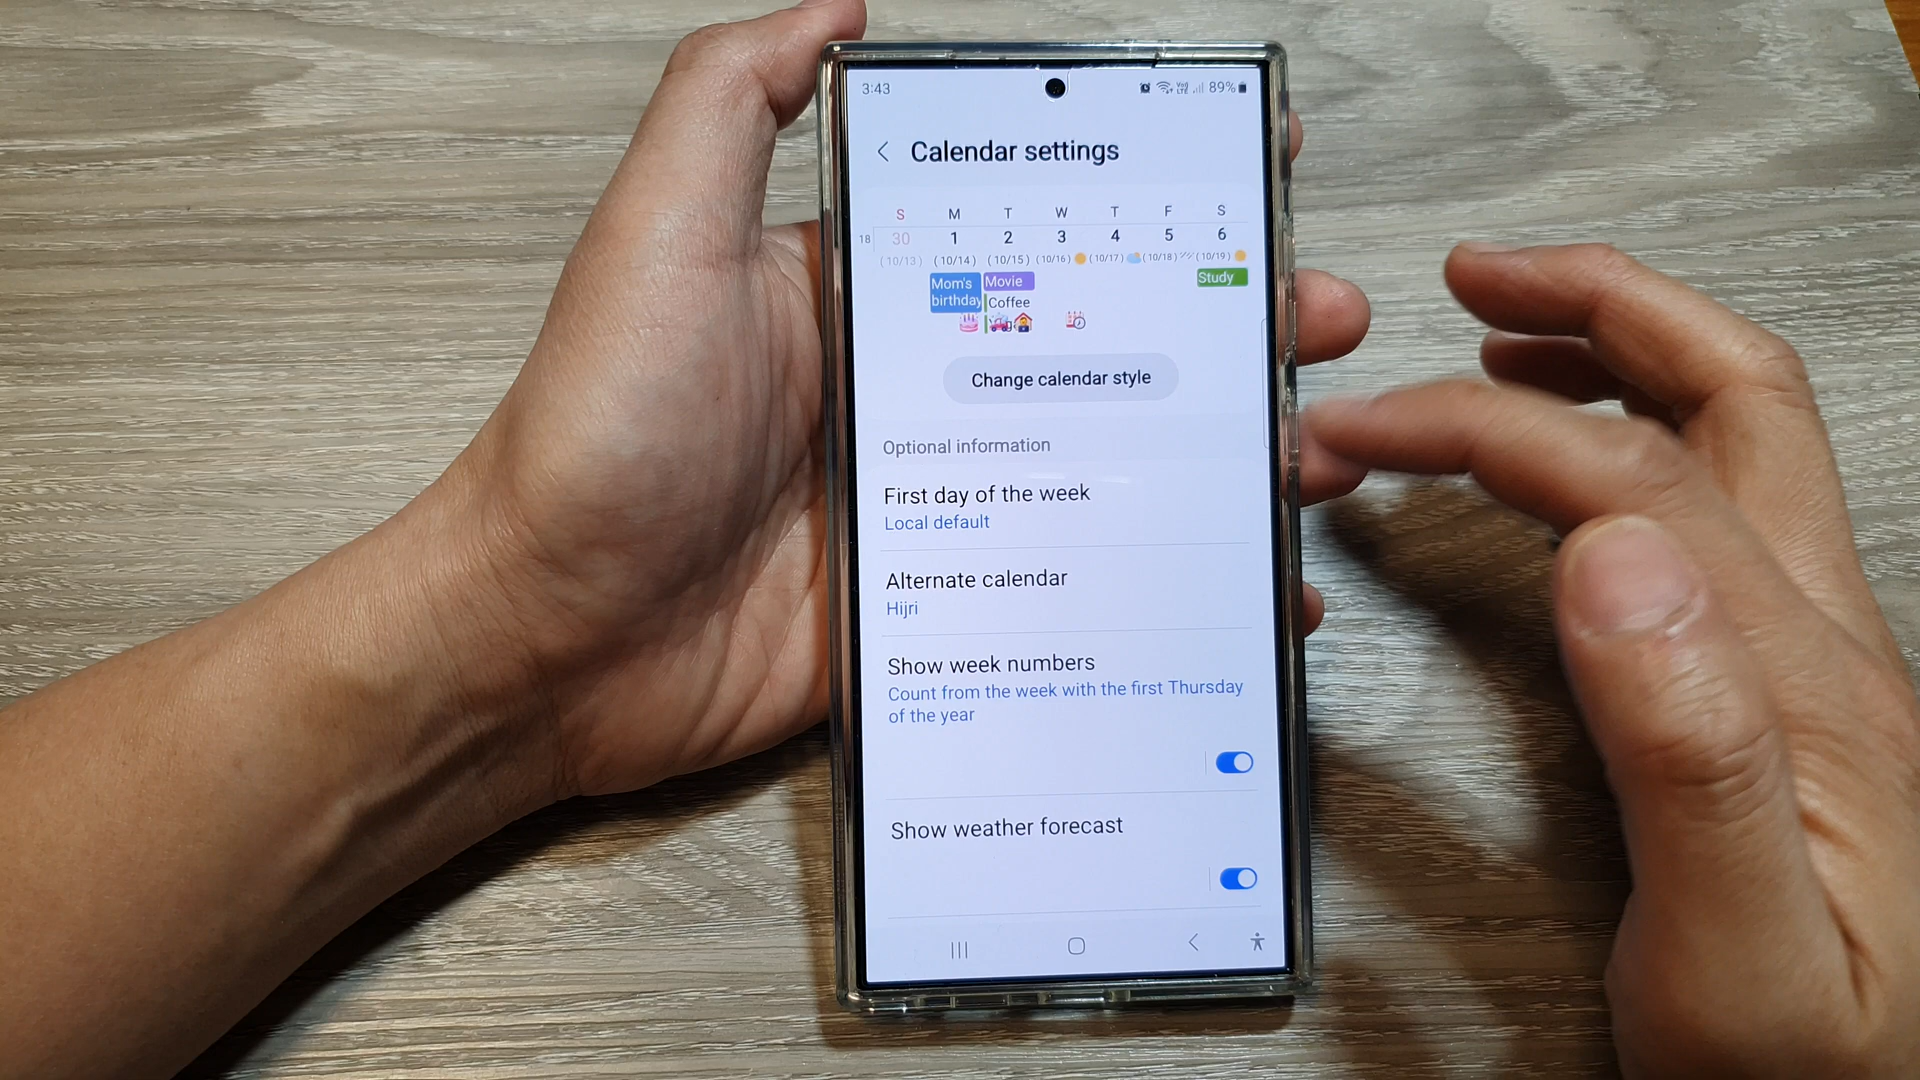 3:43 Vo) LTE 89%
Calendar settings
S M T W T F S
18 30 1 2 3 4 5 6
(10/13) (10/14) (10/15) (10/16) (10/17) (10/18) (10/19)
Mom's Movie Study
birthday Coffee
Change calendar style
Optional information
First day of the week
Local default
Alternate calendar
Hijri
Show week numbers
Count from the week with the first Thursday
of the year
Show weather forecast